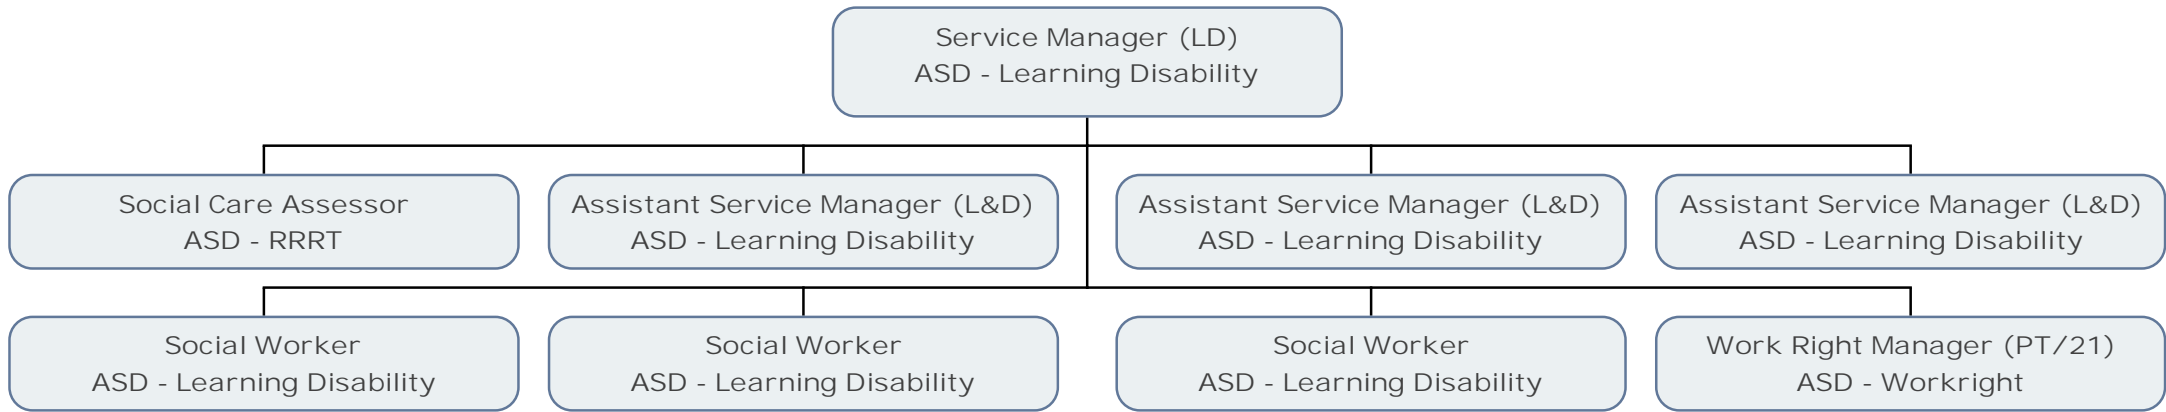 Service Manager (LD)
ASD - Learning Disability
Social Care Assessor
ASD - RRRT
Assistant Service Manager (L&D)
ASD - Learning Disability
Assistant Service Manager (L&D)
ASD - Learning Disability
Assistant Service Manager (L&D)
ASD - Learning Disability
Social Worker
ASD - Learning Disability
Social Worker
ASD - Learning Disability
Social Worker
ASD - Learning Disability
Work Right Manager (PT/21)
ASD - Workright